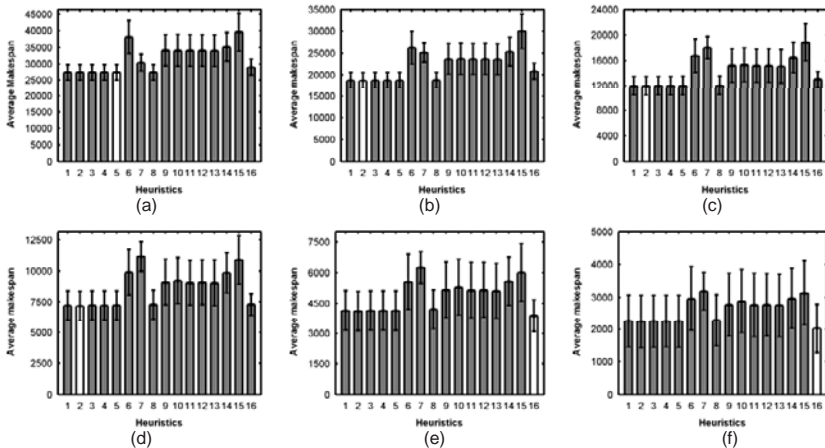 45000
40000
35000
30000
25000
20000
15000
10000
5000
0
Average Makespan
1 2 3 4 5 6 7 8 9 10 11 12 13 14 15 16
Heuristics
(a)
35000
30000
25000
20000
15000
10000
5000
0
Average makespan
1 2 3 4 5 6 7 8 9 10 11 12 13 14 15 16
Heuristics
(b)
24000
20000
16000
12000
8000
4000
0
Average makespan
1 2 3 4 5 6 7 8 9 10 11 12 13 14 15 16
Heuristics
(c)
12500
10000
7500
5000
2500
0
Average makespan
1 2 3 4 5 6 7 8 9 10 11 12 13 14 15 16
Heuristics
(d)
7500
6000
4500
3000
1500
0
Average makespan
1 2 3 4 5 6 7 8 9 10 11 12 13 14 15 16
Heuristics
(e)
5000
4000
3000
2000
1000
0
Average makespan
1 2 3 4 5 6 7 8 9 10 11 12 13 14 15 16
Heuristics
(f)